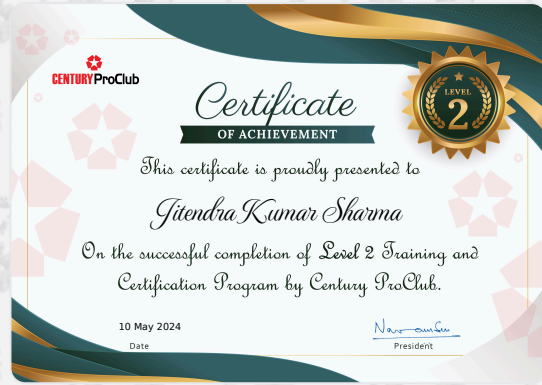 CENTURY ProClub
Certificate
OF ACHIEVEMENT
LEVEL
2
This certificate is proudly presented to
Jitendra Kumar Sharma
On the successful completion of Level 2 Training and
Certification Program by Century ProClub.
10 May 2024
Date
President